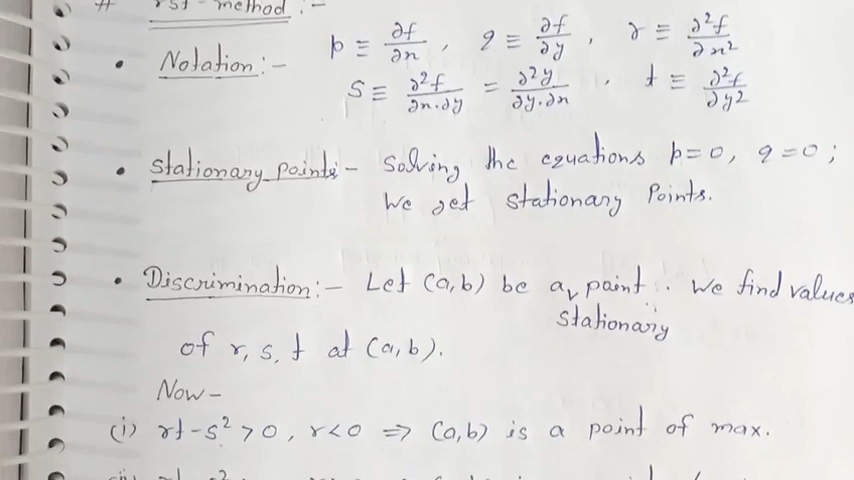 # rst-method :-
• Notation :- p ≡ ∂f/∂x , q ≡ ∂f/∂y , r ≡ ∂²f/∂x²
s ≡ ∂²f/∂x·∂y = ∂²y/∂y·∂x , t ≡ ∂²f/∂y²
• Stationary points - Solving the equations p=0, q=0 ;
We get Stationary Points.
• Discrimination :- Let (a,b) be a stationary point. We find values
of r, s, t at (a,b).
Now -
(i) rt-s²>0, r<0 ⇒ (a,b) is a point of max.